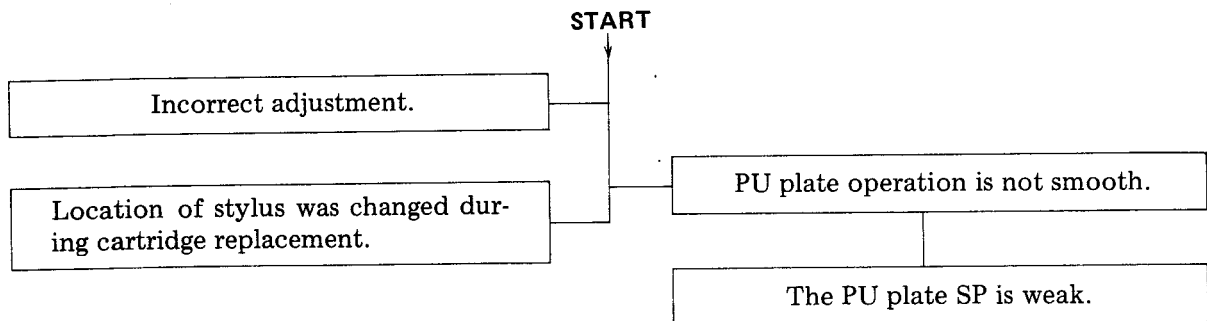 START
Incorrect adjustment.
Location of stylus was changed dur-
ing cartridge replacement.
PU plate operation is not smooth.
The PU plate SP is weak.